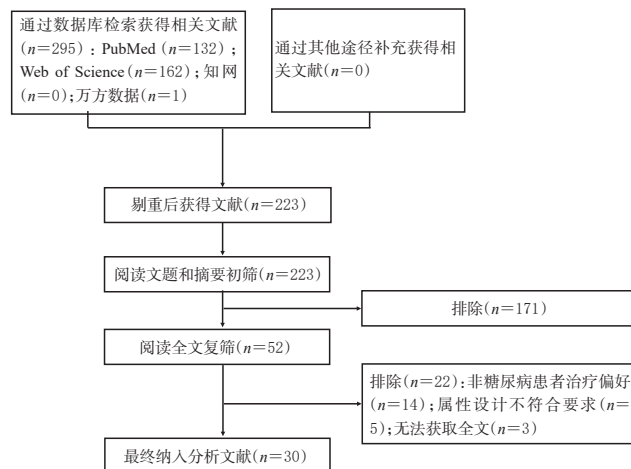 通过数据库检索获得相关文献
(n=295)：PubMed（n=132）；
Web of Science(n=162)；知网
(n=0)；万方数据(n=1)
通过其他途径补充获得相
关文献(n=0)
剔重后获得文献(n=223)
阅读文题和摘要初筛(n=223)
排除(n=171)
阅读全文复筛(n=52)
排除(n=22)：非糖尿病患者治疗偏好
(n=14)；属性设计不符合要求(n=
5)；无法获取全文(n=3)
最终纳入分析文献(n=30)